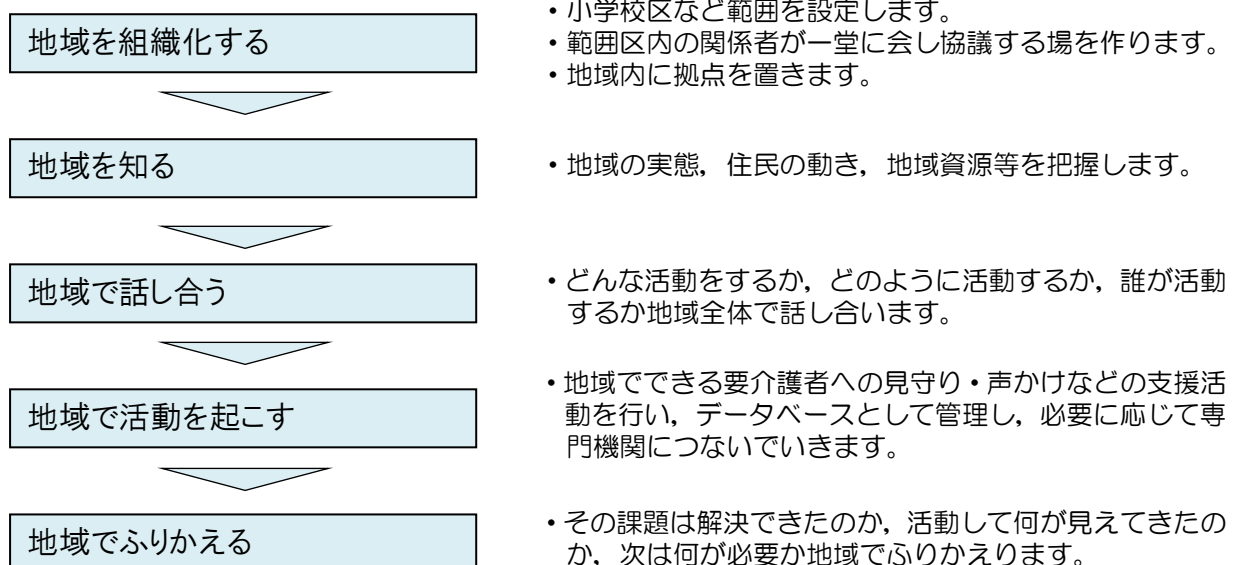 地域を組織化する
・小学校区など範囲を設定します。
・範囲区内の関係者が一堂に会し協議する場を作ります。
・地域内に拠点を置きます。
地域を知る
・地域の実態，住民の動き，地域資源等を把握します。
地域で話し合う
・どんな活動をするか，どのように活動するか，誰が活動
するか地域全体で話し合います。
地域で活動を起こす
・地域でできる要介護者への見守り・声かけなどの支援活
動を行い，データベースとして管理し，必要に応じて専
門機関につないでいきます。
地域でふりかえる
・その課題は解決できたのか，活動して何が見えてきたの
か，次は何が必要か地域でふりかえります。